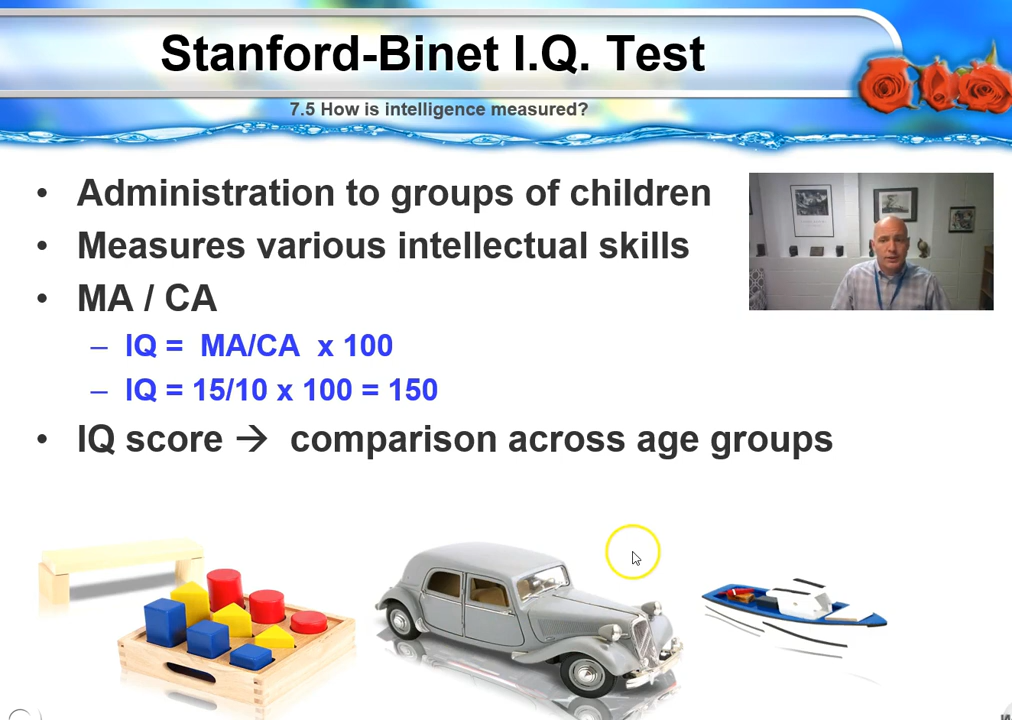 Stanford-Binet I.Q. Test
7.5 How is intelligence measured?
• Administration to groups of children
• Measures various intellectual skills
• MA / CA
– IQ = MA/CA x 100
– IQ = 15/10 x 100 = 150
• IQ score → comparison across age groups